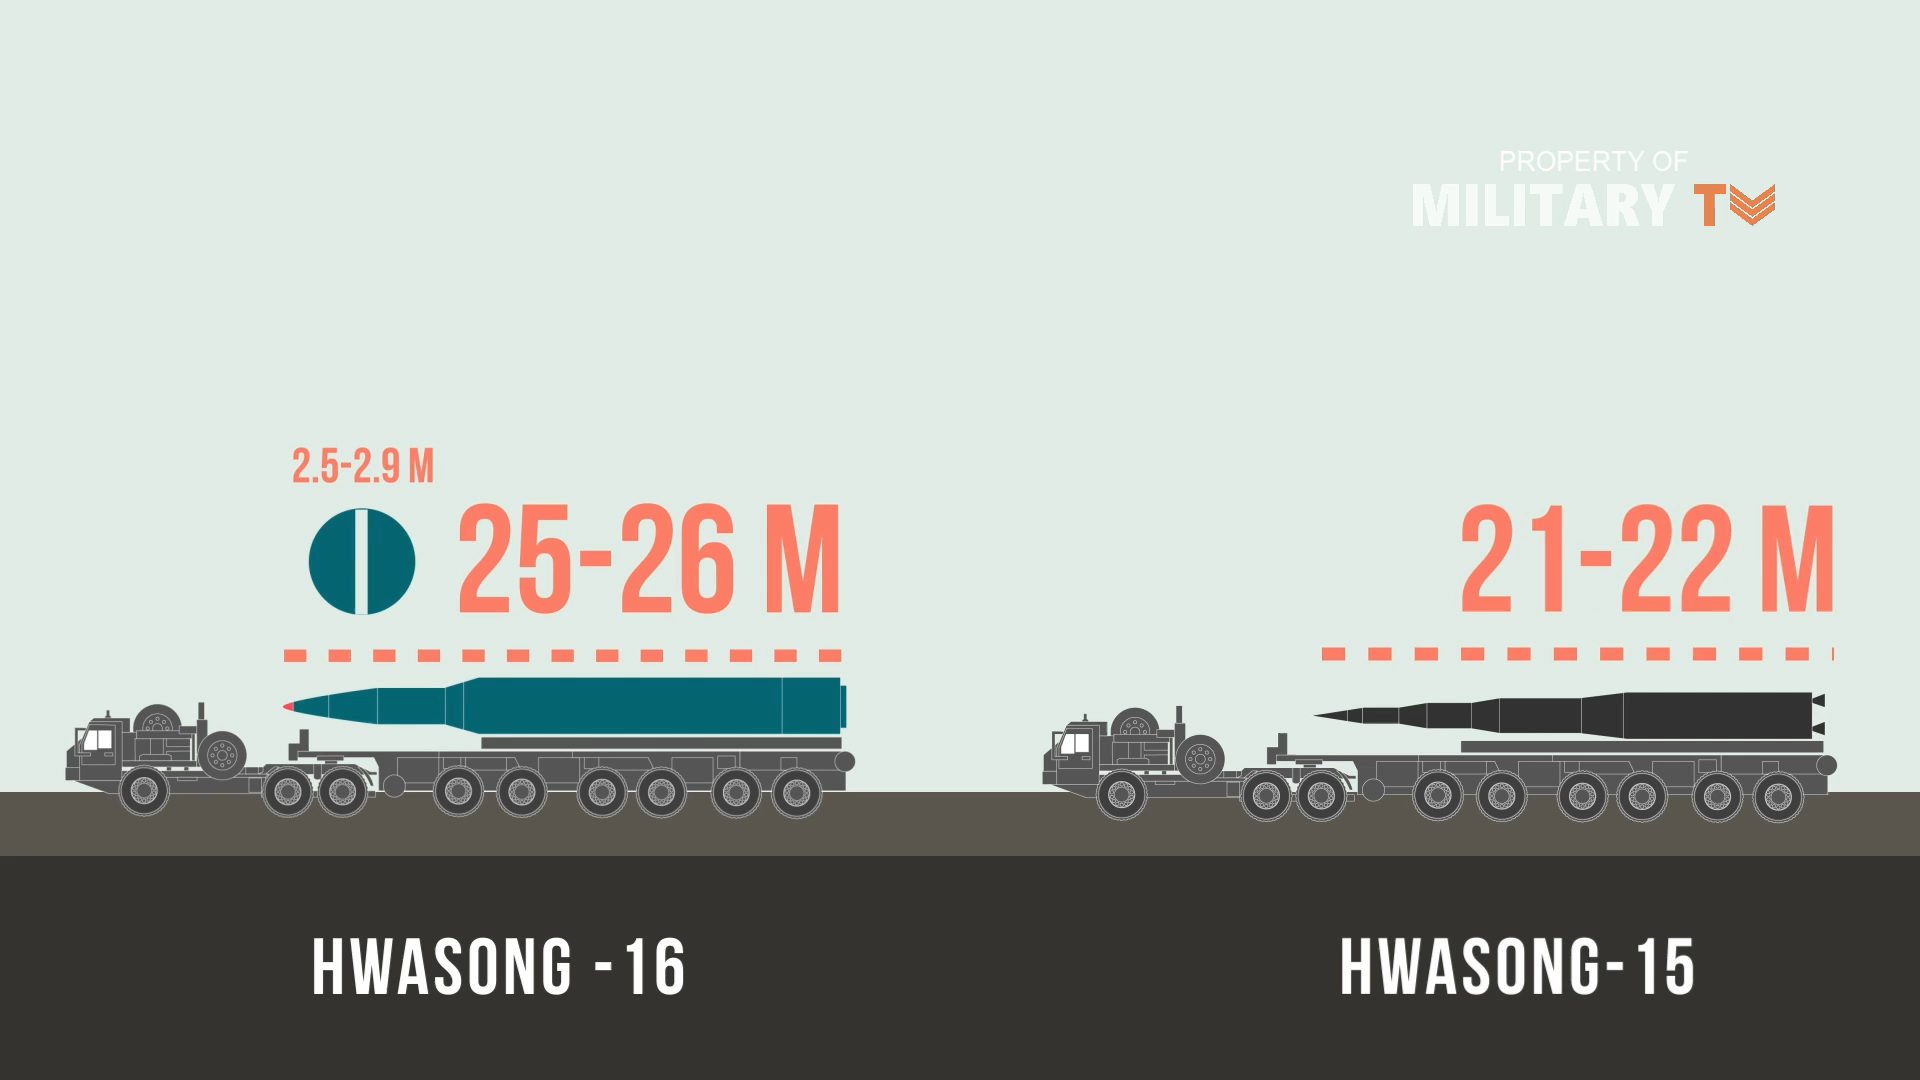 PROPERTY OF
MILITARY TV
2.5-2.9 M
25-26 M
21-22 M
HWASONG -16
HWASONG-15